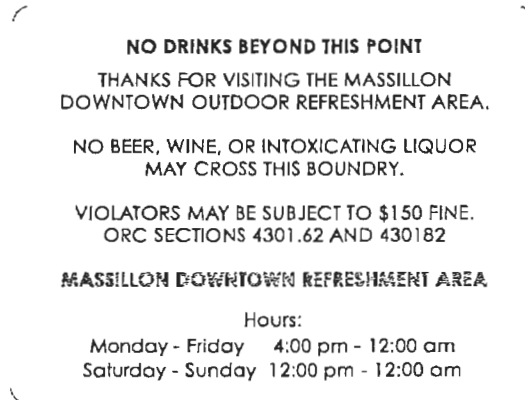 NO DRINKS BEYOND THIS POINT
THANKS FOR VISITING THE MASSILLON
DOWNTOWN OUTDOOR REFRESHMENT AREA.
NO BEER, WINE, OR INTOXICATING LIQUOR
MAY CROSS THIS BOUNDRY.
VIOLATORS MAY BE SUBJECT TO $150 FINE.
ORC SECTIONS 4301.62 AND 430182
MASSILLON DOWNTOWN REFRESHMENT AREA
Hours:
Monday - Friday 4:00 pm - 12:00 am
Saturday - Sunday 12:00 pm - 12:00 am